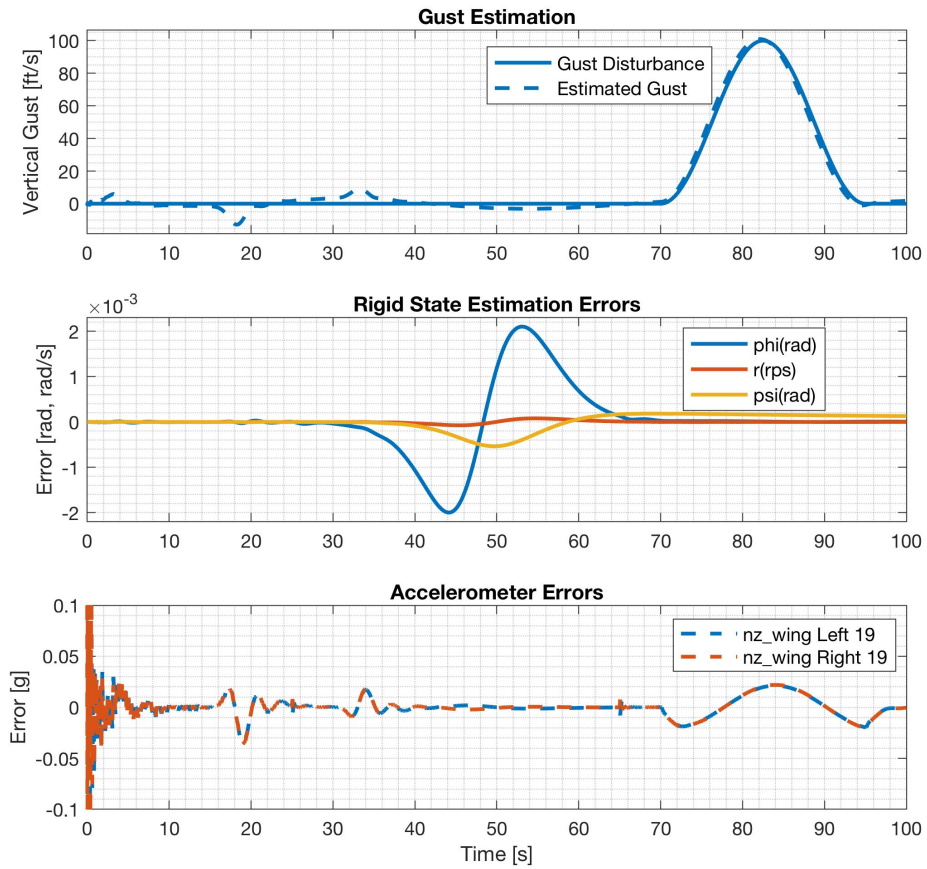 Gust Estimation
Vertical Gust [ft/s]
100
80
60
40
20
0
Gust Disturbance
Estimated Gust
0 10 20 30 40 50 60 70 80 90 100
×10-3
Rigid State Estimation Errors
Error [rad, rad/s]
2
1
0
-1
-2
phi(rad)
r(rps)
psi(rad)
0 10 20 30 40 50 60 70 80 90 100
Accelerometer Errors
Error [g]
0.1
0.05
0
-0.05
-0.1
nz_wing Left 19
nz_wing Right 19
0 10 20 30 40 50 60 70 80 90 100
Time [s]